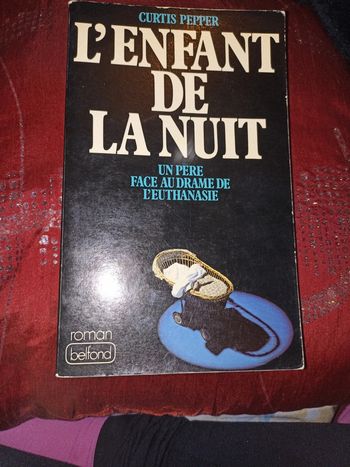 CURTIS PEPPER
L'ENFANT
DE
LA NUIT
UN PERE
FACE AU DRAME DE
L'EUTHANASIE
roman
belfond